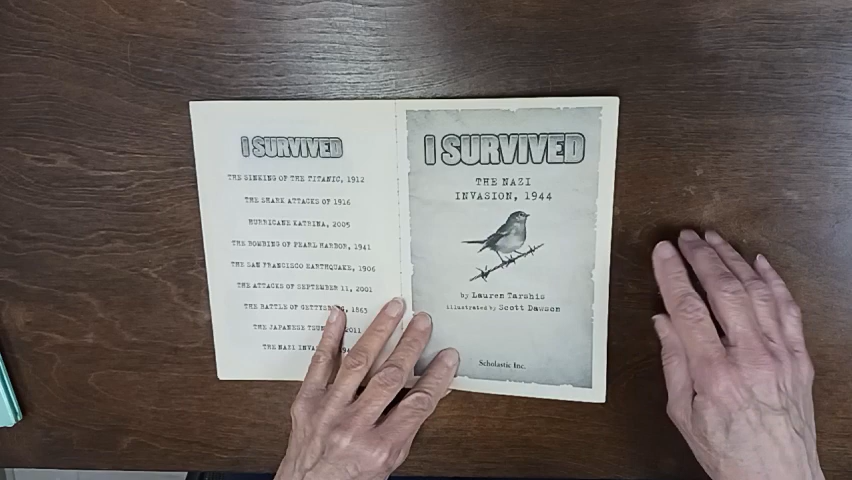 I SURVIVED
THE SINKING OF THE TITANIC, 1912
THE SHARK ATTACKS OF 1916
HURRICANE KATRINA, 2005
THE BOMBING OF PEARL HARBOR, 1941
THE SAN FRANCISCO EARTHQUAKE, 1906
THE ATTACKS OF SEPTEMBER 11, 2001
THE BATTLE OF GETTYSBURG, 1863
THE JAPANESE 2011
THE NAZI
I SURVIVED
THE NAZI
INVASION, 1944
by Lauren Tarshis
illustrated by Scott Dawson
Scholastic Inc.